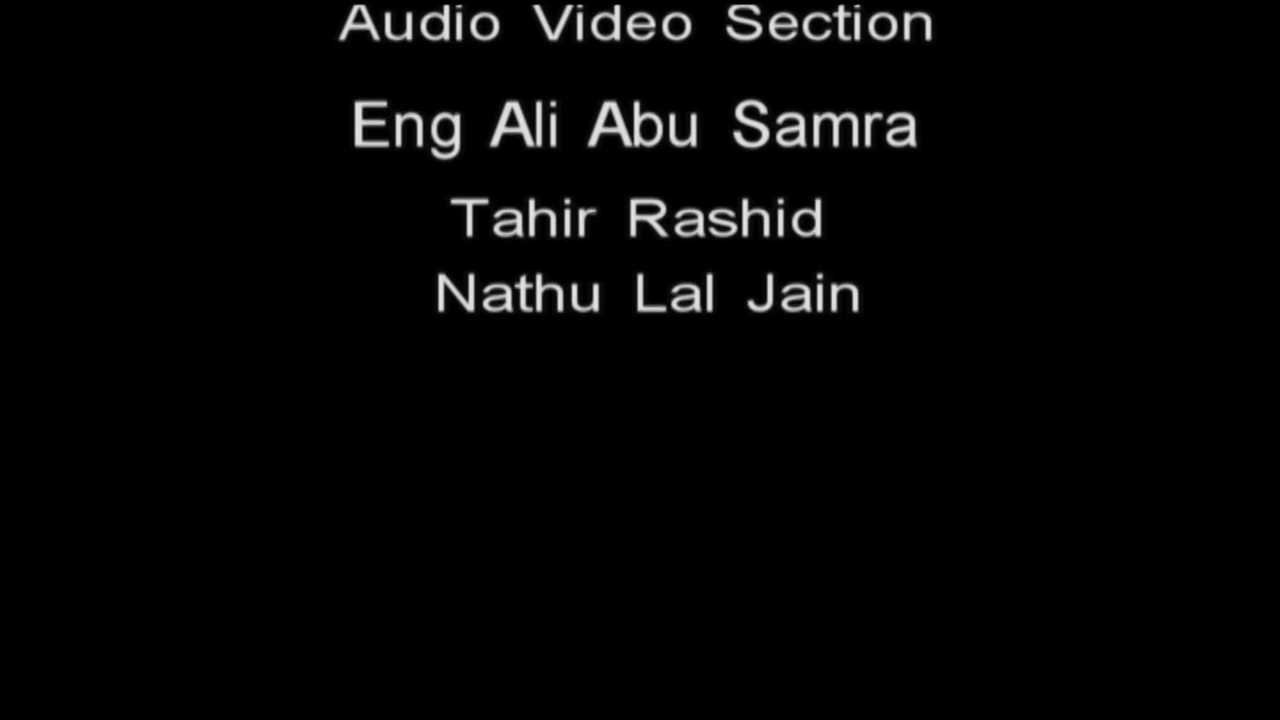 Audio Video Section
Eng Ali Abu Samra
Tahir Rashid
Nathu Lal Jain